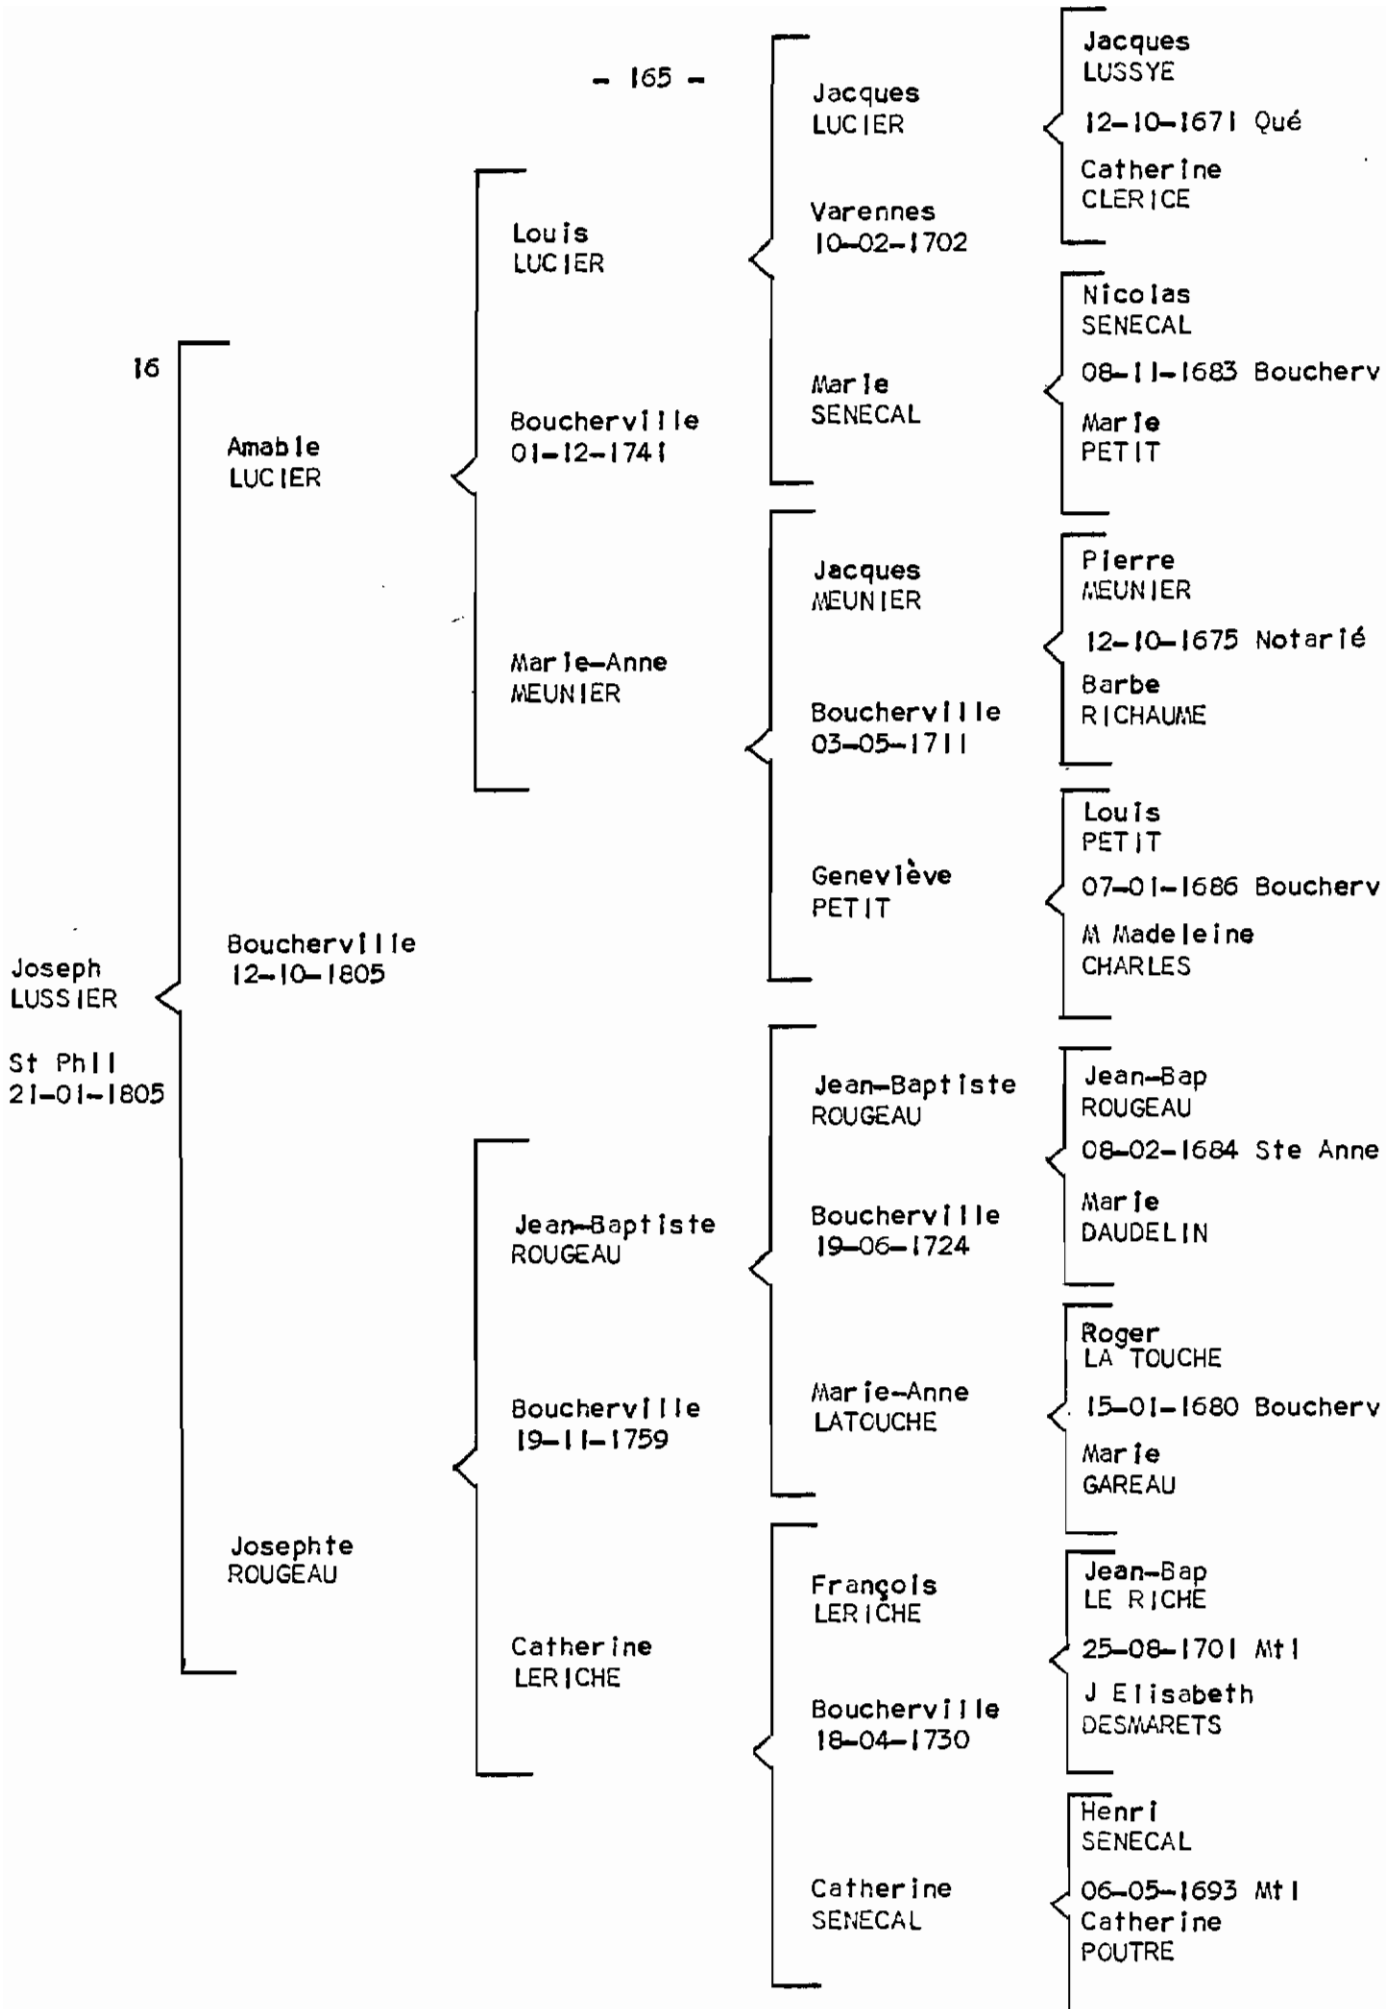 - 165 -
16
Joseph
LUSSIER
St Phil
21-01-1805
Amable
LUCIER
Boucherville
12-10-1805
Josephte
ROUGEAU
Louis
LUCIER
Boucherville
01-12-1741
Marie-Anne
MEUNIER
Jean-Baptiste
ROUGEAU
Boucherville
19-11-1759
Catherine
LERICHE
Jacques
LUCIER
Varennes
10-02-1702
Marie
SENECAL
Jacques
MEUNIER
Boucherville
03-05-1711
Geneviève
PETIT
Jean-Baptiste
ROUGEAU
Boucherville
19-06-1724
Marie-Anne
LATOUCHE
François
LERICHE
Boucherville
18-04-1730
Catherine
SENECAL
Jacques
LUSSYE
12-10-1671 Qué
Catherine
CLERICE
Nicolas
SENECAL
08-11-1683 Boucherv
Marie
PETIT
Pierre
MEUNIER
12-10-1675 Notarié
Barbe
RICHAUME
Louis
PETIT
07-01-1686 Boucherv
M Madeleine
CHARLES
Jean-Bap
ROUGEAU
08-02-1684 Ste Anne
Marie
DAUDELIN
Roger
LA TOUCHE
15-01-1680 Boucherv
Marie
GAREAU
Jean-Bap
LE RICHE
25-08-1701 Mtl
J Elisabeth
DESMARETS
Henri
SENECAL
06-05-1693 Mtl
Catherine
POUTRE